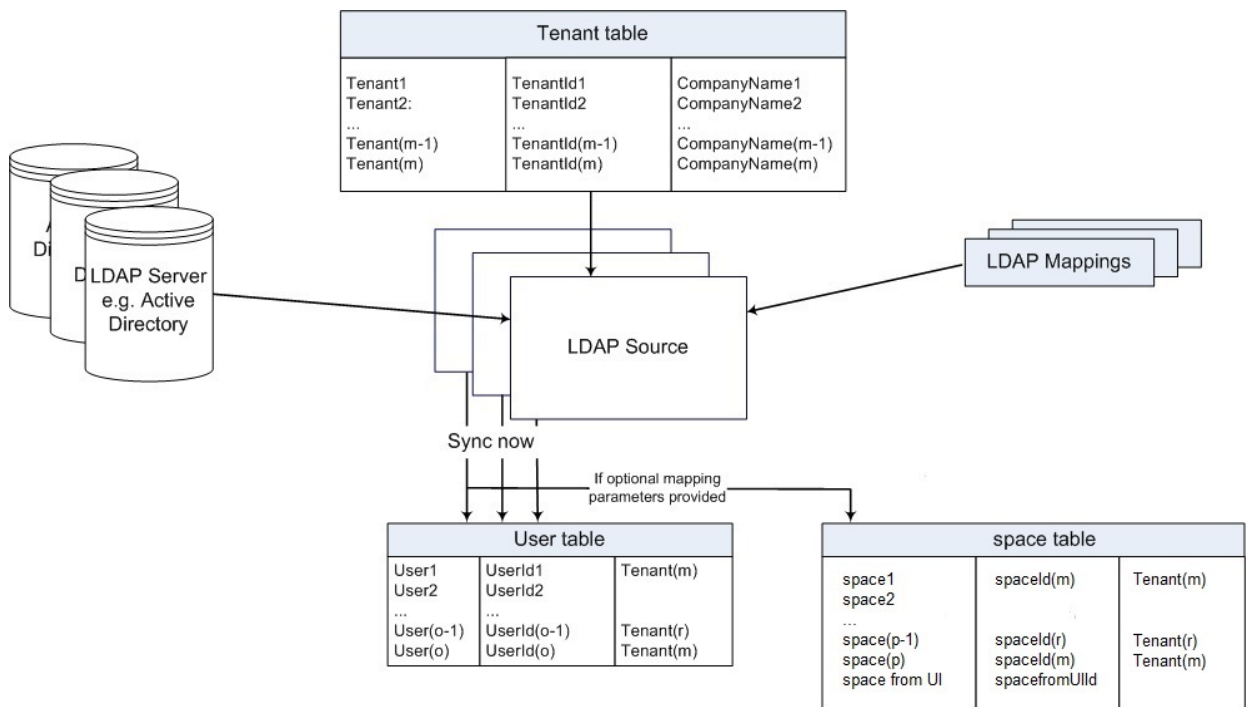 Tenant table
Tenant1 TenantId1 CompanyName1
Tenant2: TenantId2 CompanyName2
... ... ...
Tenant(m-1) TenantId(m-1) CompanyName(m-1)
Tenant(m) TenantId(m) CompanyName(m)
A
Di
D
LDAP Server
e.g. Active
Directory
LDAP Mappings
LDAP Source
Sync now
If optional mapping
parameters provided
User table
User1 UserId1 Tenant(m)
User2 UserId2
... ...
User(o-1) UserId(o-1) Tenant(r)
User(o) UserId(o) Tenant(m)
space table
space1 spaceId(m) Tenant(m)
space2
...
space(p-1) spaceId(r) Tenant(r)
space(p) spaceId(m) Tenant(m)
space from UI spacefromUIId